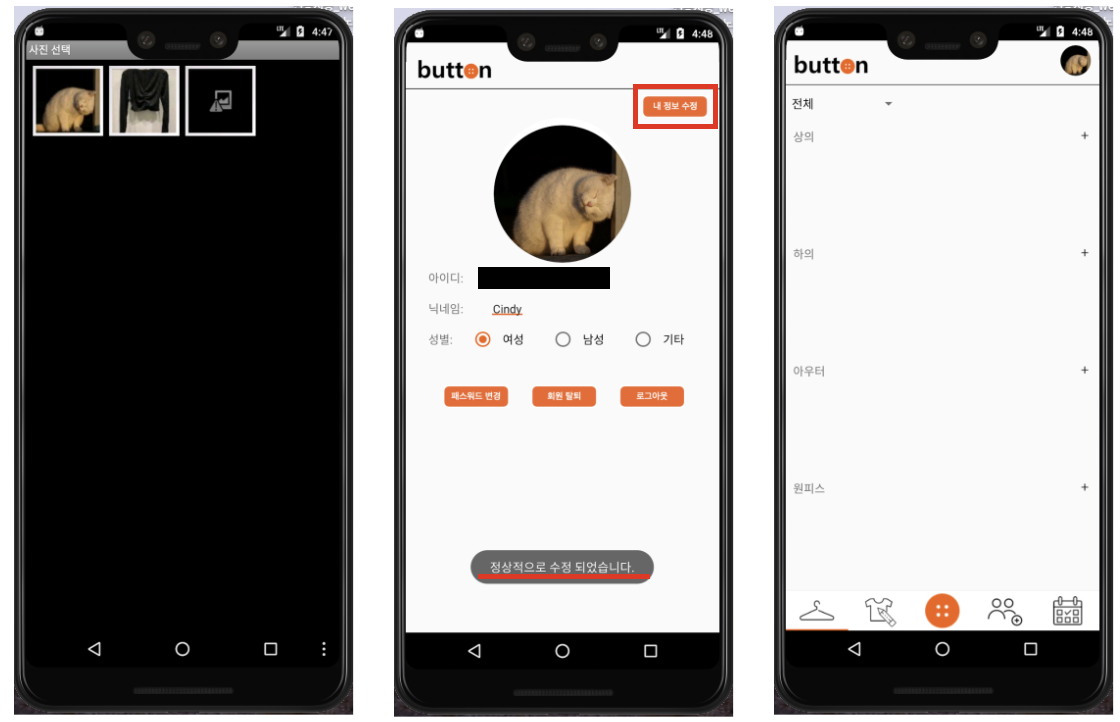 4:47
사진 선택
4:48
button
내 정보 수정
아이디:
닉네임: Cindy
성별: 여성 남성 기타
패스워드 변경 회원 탈퇴 로그아웃
정상적으로 수정 되었습니다.
4:48
button
전체
상의 +
하의 +
아우터 +
원피스 +